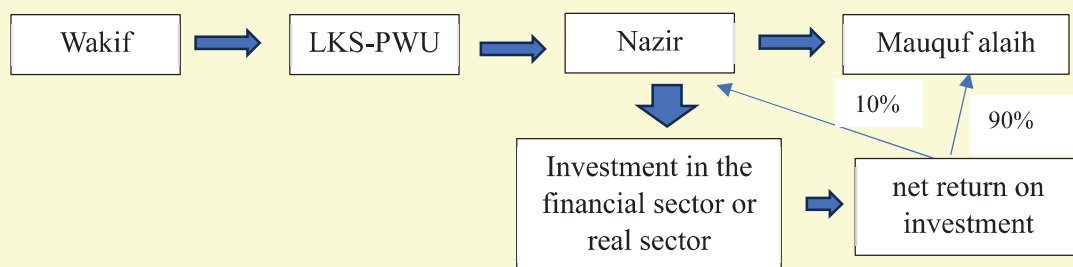 Wakif
LKS-PWU
Nazir
Mauquf alaih
10%
90%
Investment in the
financial sector or
real sector
net return on
investment